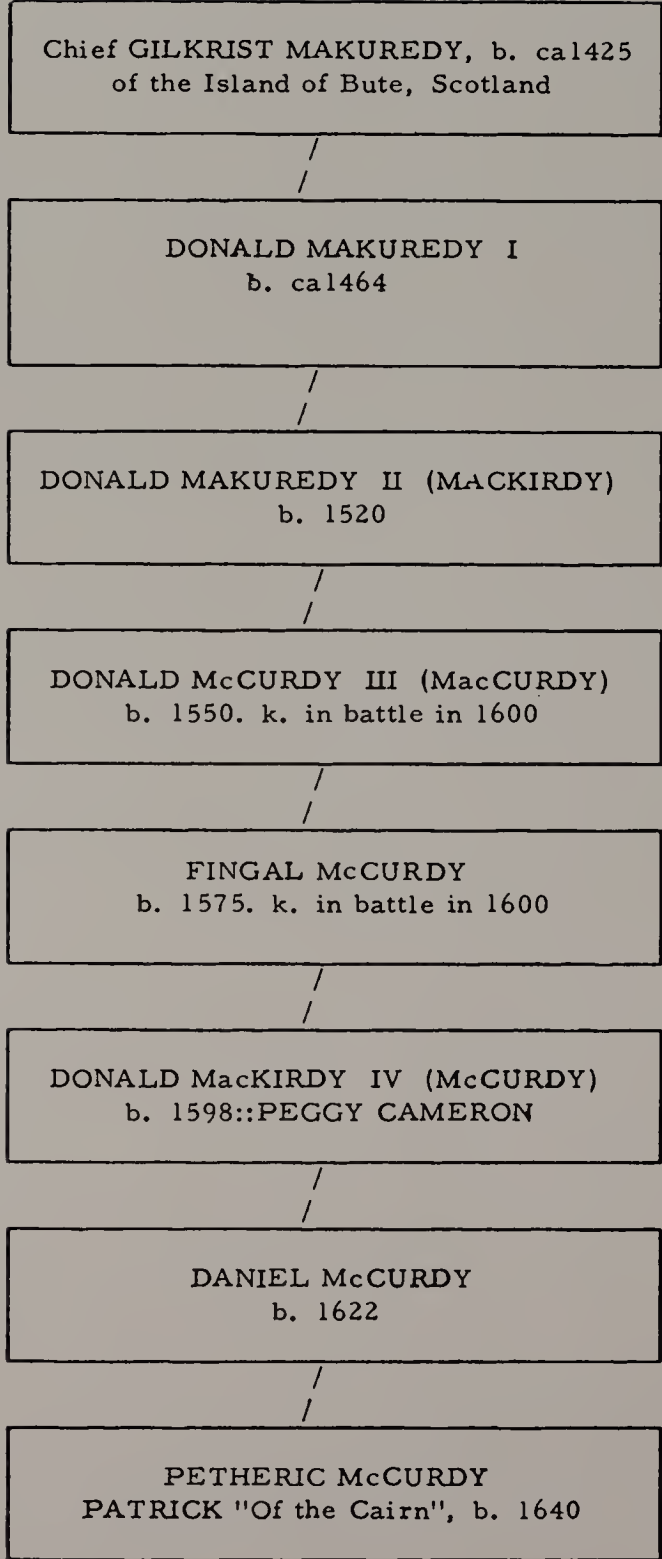 Chief GILKRIST MAKUREDY, b. ca1425
of the Island of Bute, Scotland
DONALD MAKUREDY I
b. ca1464
DONALD MAKUREDY II (MACKIRDY)
b. 1520
DONALD McCURDY III (MacCURDY)
b. 1550. k. in battle in 1600
FINGAL McCURDY
b. 1575. k. in battle in 1600
DONALD MacKIRDY IV (McCURDY)
b. 1598::PEGGY CAMERON
DANIEL McCURDY
b. 1622
PETHERIC McCURDY
PATRICK "Of the Cairn", b. 1640